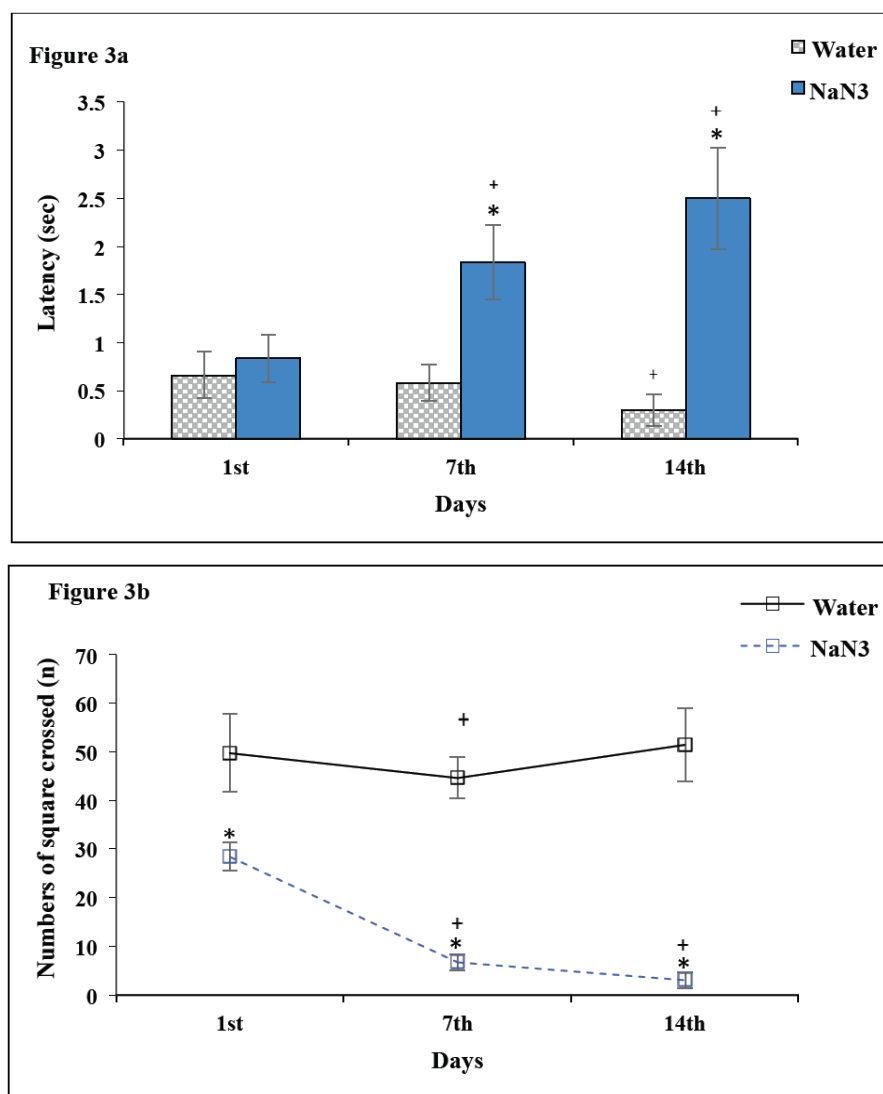 Figure 3a
Water
NaN3
Latency (sec)
3.5
3
2.5
2
1.5
1
0.5
0
+
*
+
+
*
1st
7th
14th
Days
Figure 3b
Water
NaN3
Numbers of square crossed (n)
70
60
50
40
30
20
10
0
+
*
+
*
+
*
1st
7th
14th
Days